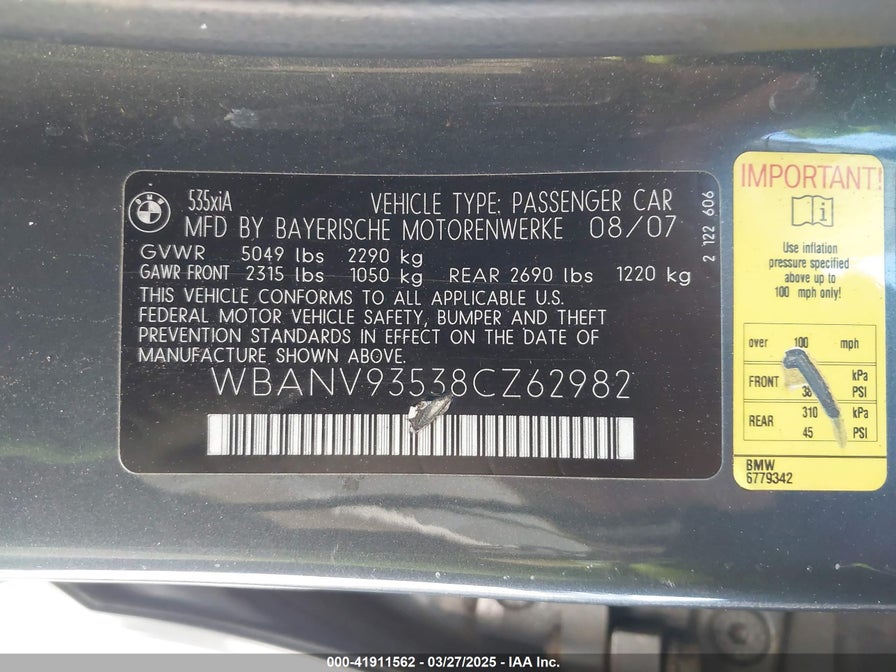 BMW
535xiA
VEHICLE TYPE: PASSENGER CAR
MFD BY BAYERISCHE MOTORENWERKE 08/07
GVWR 5049 lbs 2290 kg
GAWR FRONT 2315 lbs 1050 kg REAR 2690 lbs 1220 kg
THIS VEHICLE CONFORMS TO ALL APPLICABLE U.S.
FEDERAL MOTOR VEHICLE SAFETY, BUMPER AND THEFT
PREVENTION STANDARDS IN EFFECT ON THE DATE OF
MANUFACTURE SHOWN ABOVE.
WBANV93538CZ62982
2 122 606
IMPORTANT!
i
Use inflation
pressure specified
above up to
100 mph only!
over 100 mph
FRONT kPa
38 PSI
REAR 310 kPa
45 PSI
BMW
6779342
000-41911562 - 03/27/2025 - IAA Inc.